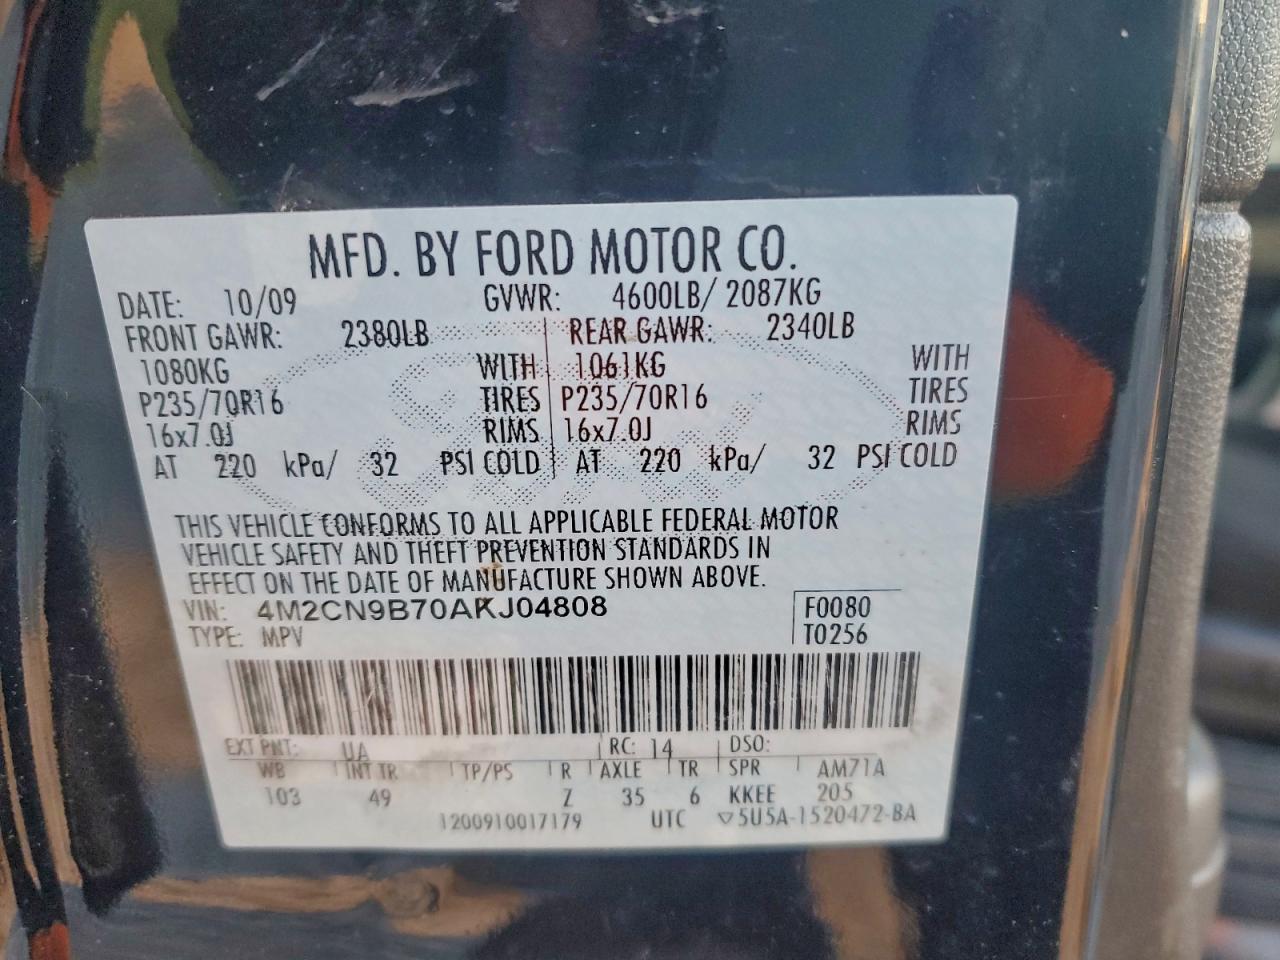 MFD. BY FORD MOTOR CO.
DATE: 10/09 GVWR: 4600LB/ 2087KG
FRONT GAWR: 2380LB REAR GAWR: 2340LB
1080KG WITH 1061KG WITH
P235/70R16 TIRES P235/70R16 TIRES
16x7.0J RIMS 16x7.0J RIMS
AT 220 kPa/ 32 PSI COLD AT 220 kPa/ 32 PSI COLD
THIS VEHICLE CONFORMS TO ALL APPLICABLE FEDERAL MOTOR
VEHICLE SAFETY AND THEFT PREVENTION STANDARDS IN
EFFECT ON THE DATE OF MANUFACTURE SHOWN ABOVE.
VIN: 4M2CN9B70AKJ04808 F0080
TYPE: MPV T0256
EXT PNT: UA RC: 14 DSO:
WB INT TR TP/PS R AXLE TR SPR AM71A
103 49 Z 35 6 KKEE 205
1200910017179 UTC ▽5U5A-1520472-BA